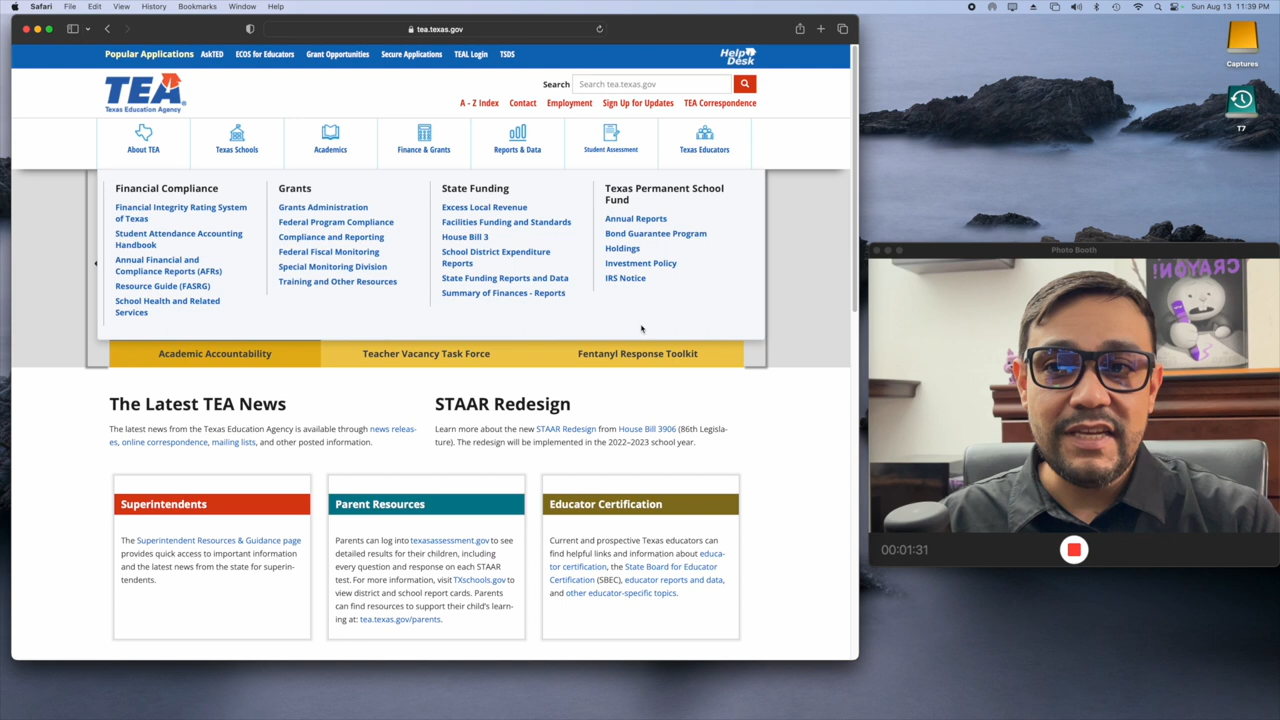 Safari File Edit View History Bookmarks Window Help
Sun Aug 13 11:39 PM
tea.texas.gov
Popular Applications AskTED ECOS for Educators Grant Opportunities Secure Applications TEAL Login TSDS
Help Desk
TEA
Texas Education Agency
Search Search tea.texas.gov
A - Z Index Contact Employment Sign Up for Updates TEA Correspondence
About TEA Texas Schools Academics Finance & Grants Reports & Data Student Assessment Texas Educators
Financial Compliance
Financial Integrity Rating System
of Texas
Student Attendance Accounting
Handbook
Annual Financial and
Compliance Reports (AFRs)
Resource Guide (FASRG)
School Health and Related
Services
Grants
Grants Administration
Federal Program Compliance
Compliance and Reporting
Federal Fiscal Monitoring
Special Monitoring Division
Training and Other Resources
State Funding
Excess Local Revenue
Facilities Funding and Standards
House Bill 3
School District Expenditure
Reports
State Funding Reports and Data
Summary of Finances - Reports
Texas Permanent School
Fund
Annual Reports
Bond Guarantee Program
Holdings
Investment Policy
IRS Notice
Academic Accountability Teacher Vacancy Task Force Fentanyl Response Toolkit
The Latest TEA News
The latest news from the Texas Education Agency is available through news releas-
es, online correspondence, mailing lists, and other posted information.
STAAR Redesign
Learn more about the new STAAR Redesign from House Bill 3906 (86th Legisla-
ture). The redesign will be implemented in the 2022–2023 school year.
Superintendents
The Superintendent Resources & Guidance page
provides quick access to important information
and the latest news from the state for superin-
tendents.
Parent Resources
Parents can log into texasassessment.gov to see
detailed results for their children, including
every question and response on each STAAR
test. For more information, visit TXschools.gov to
view district and school report cards. Parents
can find resources to support their child's learn-
ing at: tea.texas.gov/parents.
Educator Certification
Current and prospective Texas educators can
find helpful links and information about educa-
tor certification, the State Board for Educator
Certification (SBEC), educator reports and data,
and other educator-specific topics.
Captures
T7
Photo Booth
CRAYON!
00:01:31